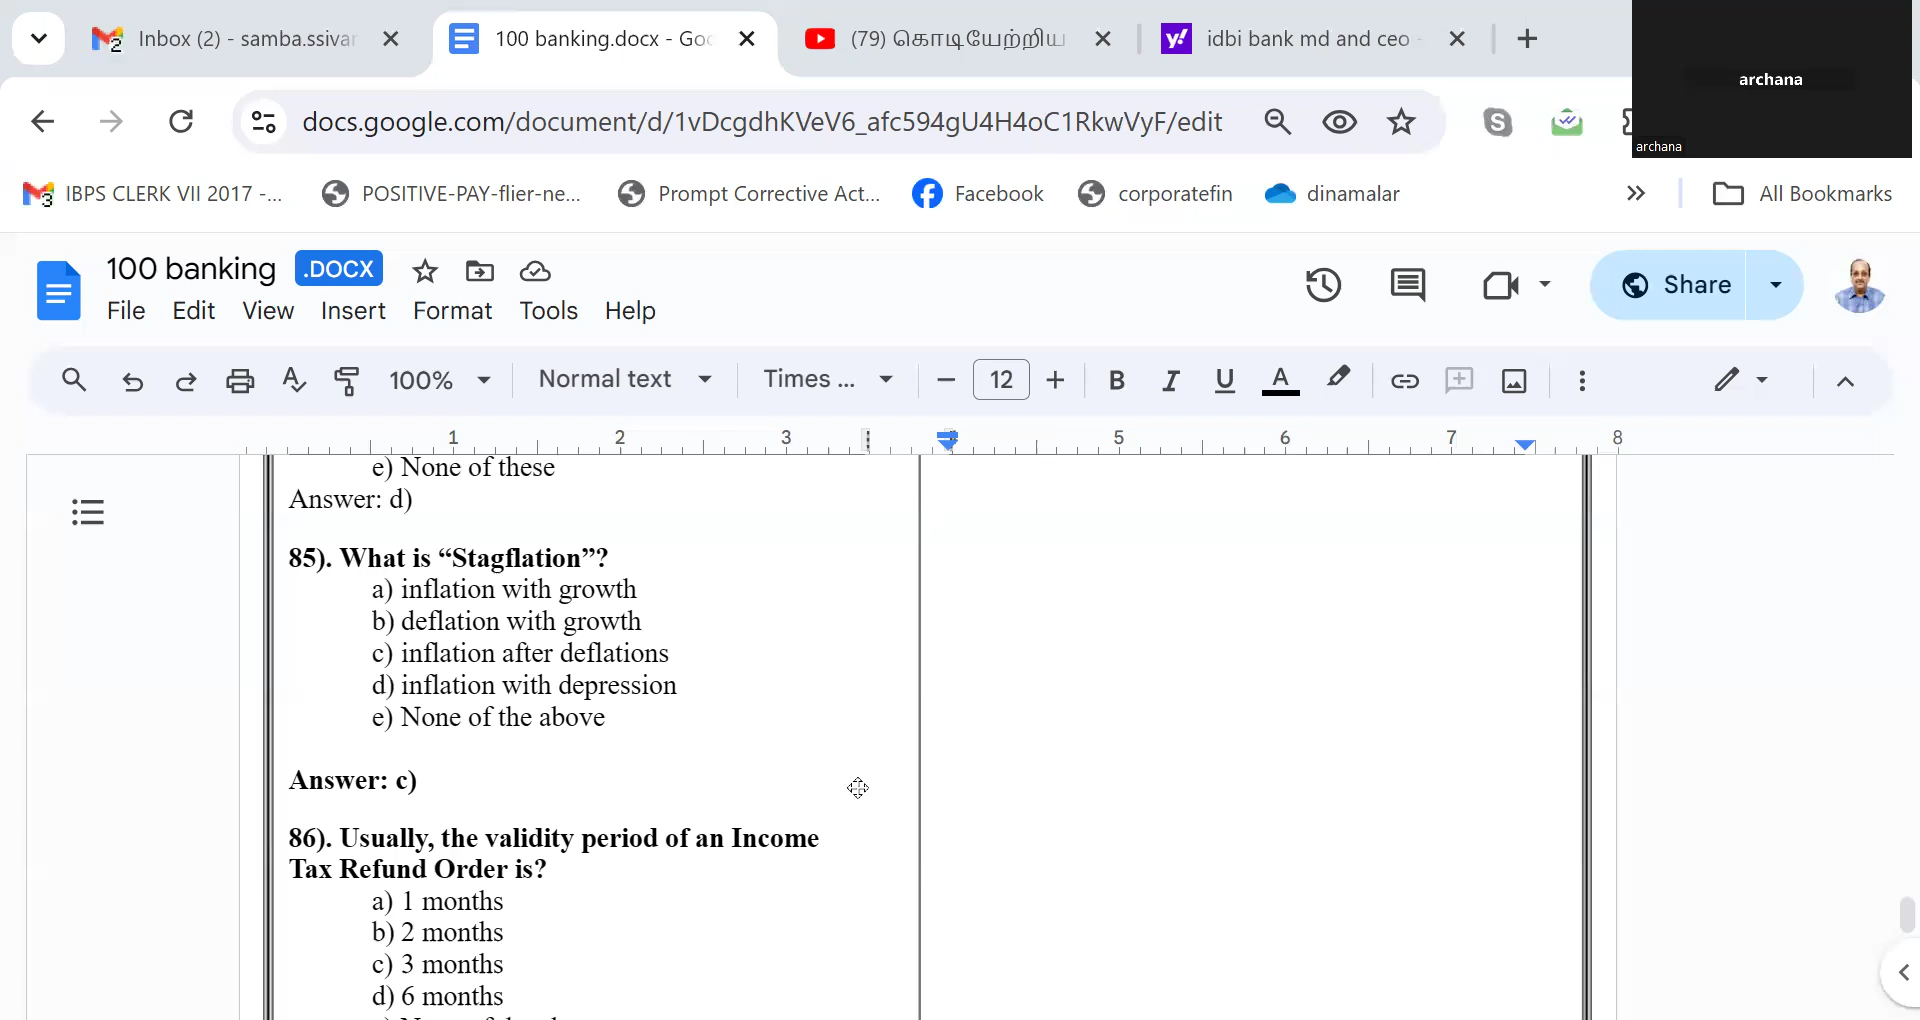 Inbox (2) - samba.ssivar
100 banking.docx - Goo
(79) கொடியேற்றிய
idbi bank md and ceo -
archana
docs.google.com/document/d/1vDcgdhKVeV6_afc594gU4H4oC1RkwVyF/edit
archana
IBPS CLERK VII 2017 -...
POSITIVE-PAY-flier-ne...
Prompt Corrective Act...
Facebook
corporatefin
dinamalar
All Bookmarks
100 banking
.DOCX
Share
File Edit View Insert Format Tools Help
100%
Normal text
Times ...
12
1 2 3 5 6 7 8
e) None of these
Answer: d)
85). What is “Stagflation”?
a) inflation with growth
b) deflation with growth
c) inflation after deflations
d) inflation with depression
e) None of the above
Answer: c)
86). Usually, the validity period of an Income
Tax Refund Order is?
a) 1 months
b) 2 months
c) 3 months
d) 6 months